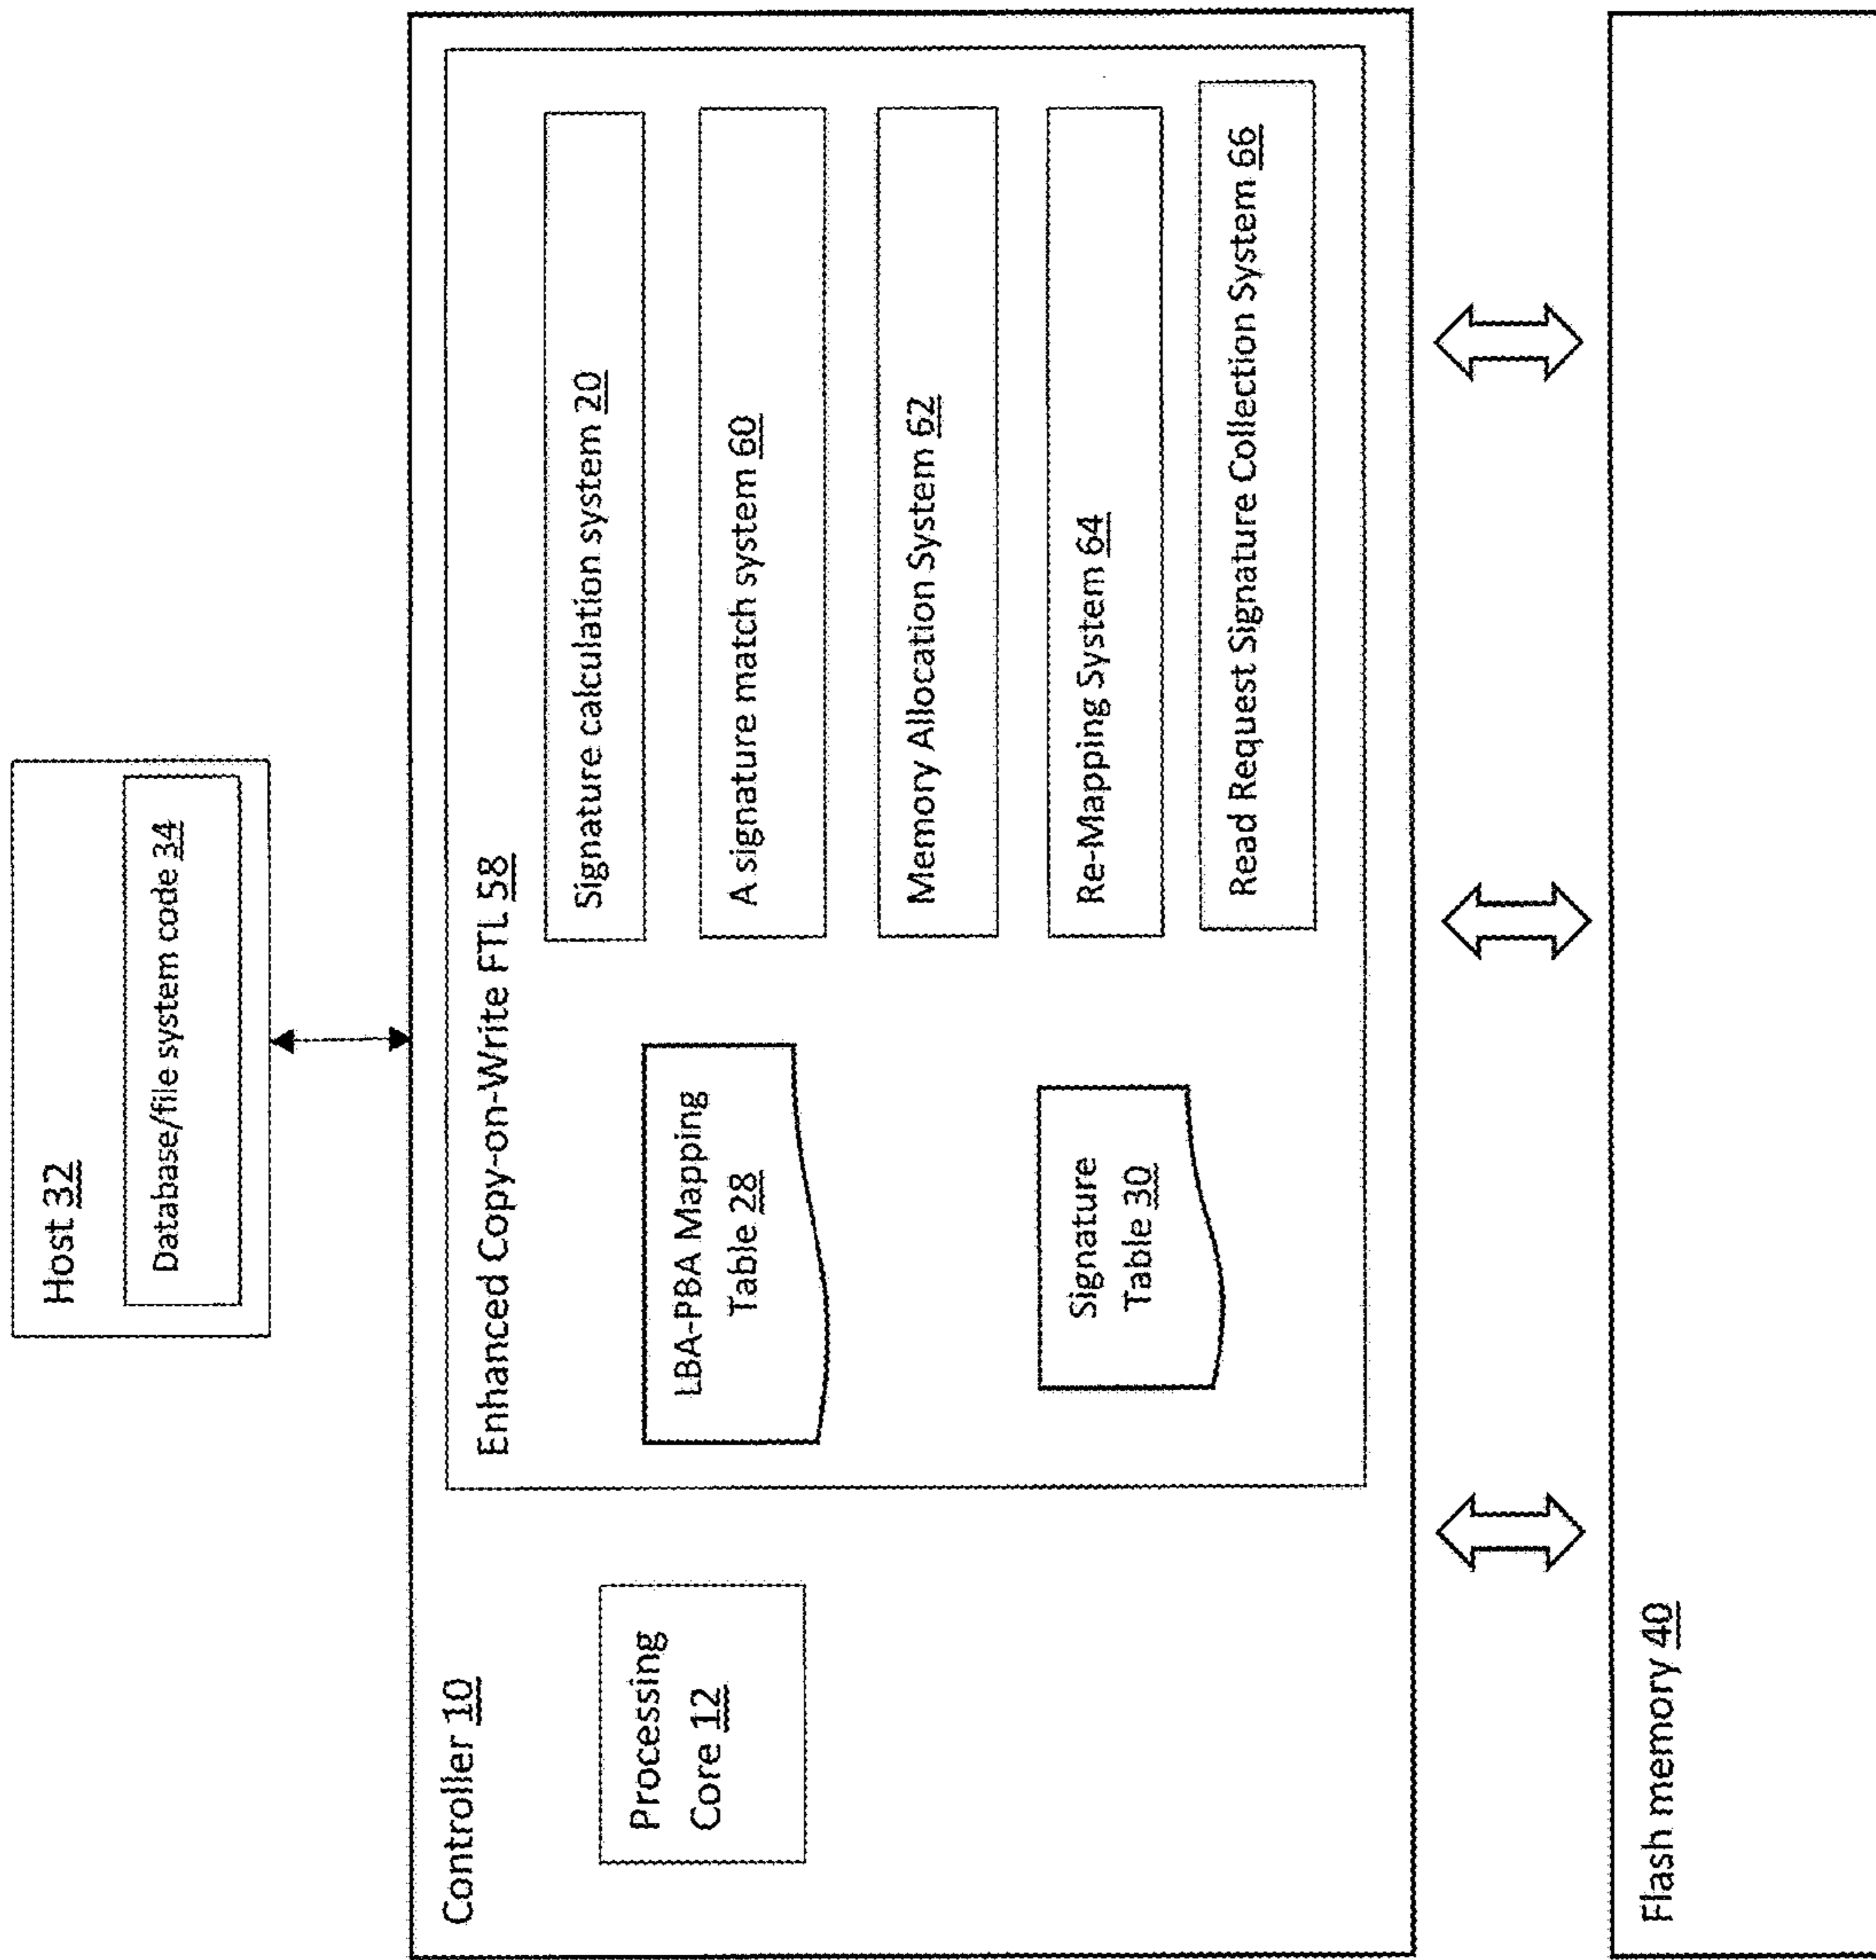 Host 32
Database/file system code 34
Controller 10
Processing
Core 12
Enhanced Copy-on-Write FTL 58
LBA-PBA Mapping
Table 28
Signature
Table 30
Signature calculation system 20
A signature match system 60
Memory Allocation System 62
Re-Mapping System 64
Read Request Signature Collection System 66
Flash memory 40